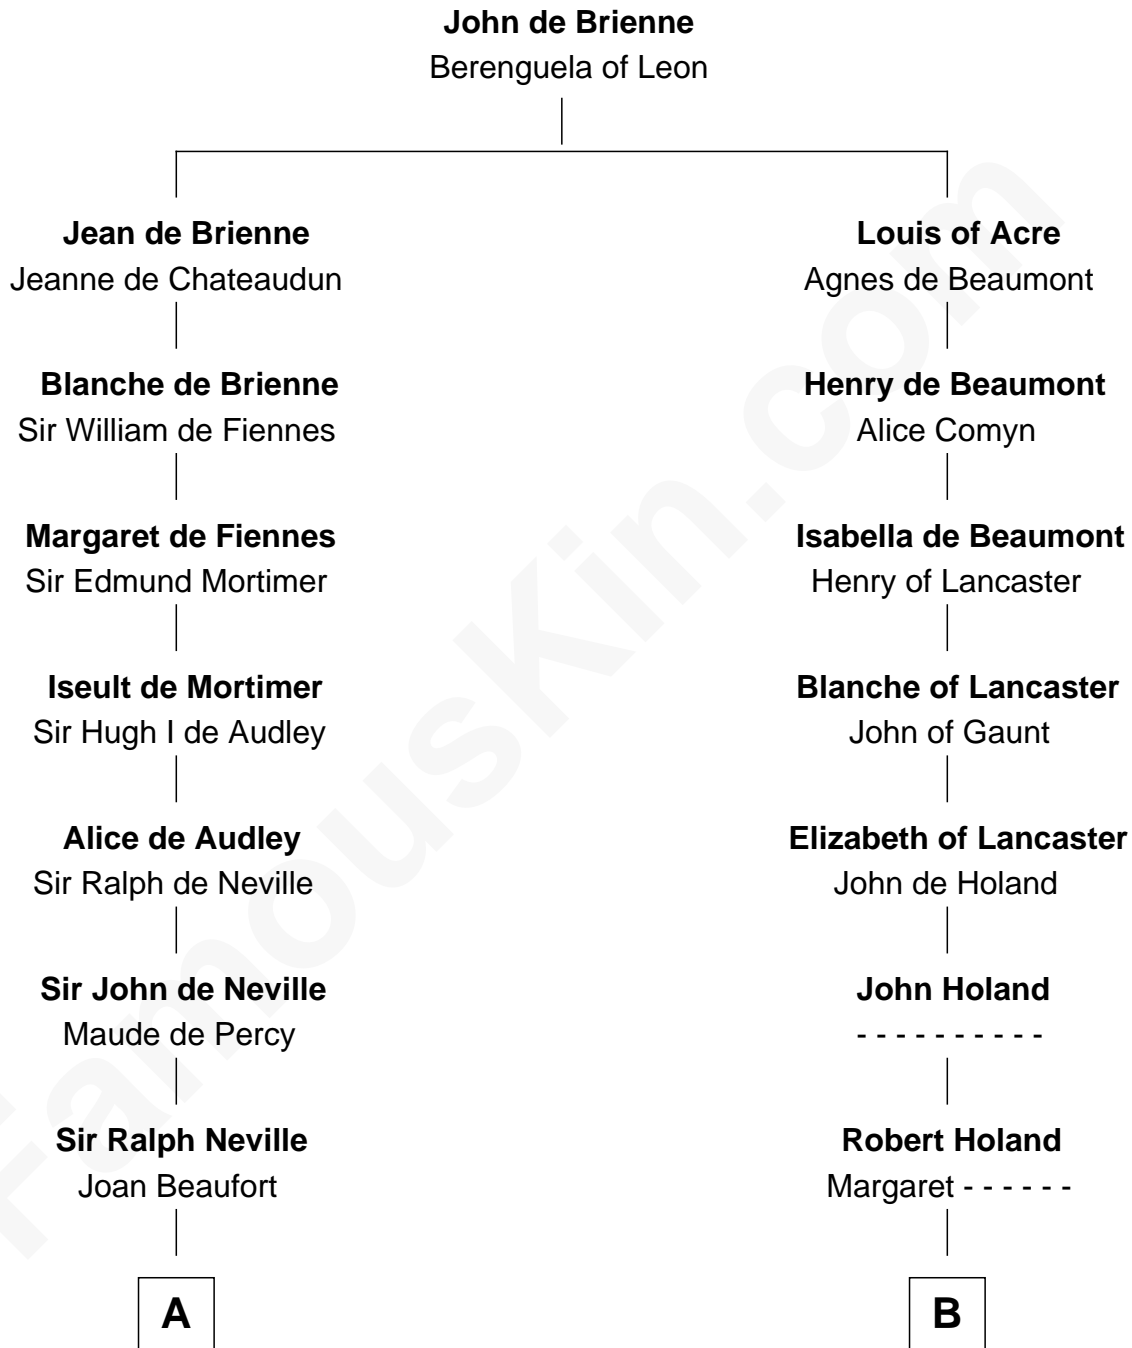 John de Brienne
Berenguela of Leon
Jean de Brienne
Jeanne de Chateaudun
Louis of Acre
Agnes de Beaumont
Blanche de Brienne
Sir William de Fiennes
Henry de Beaumont
Alice Comyn
Margaret de Fiennes
Sir Edmund Mortimer
Isabella de Beaumont
Henry of Lancaster
Iseult de Mortimer
Sir Hugh I de Audley
Blanche of Lancaster
John of Gaunt
Alice de Audley
Sir Ralph de Neville
Elizabeth of Lancaster
John de Holand
Sir John de Neville
Maude de Percy
John Holand
- - - - - - - - - -
Sir Ralph Neville
Joan Beaufort
Robert Holand
Margaret - - - - - -
A
B
FamousKin.com